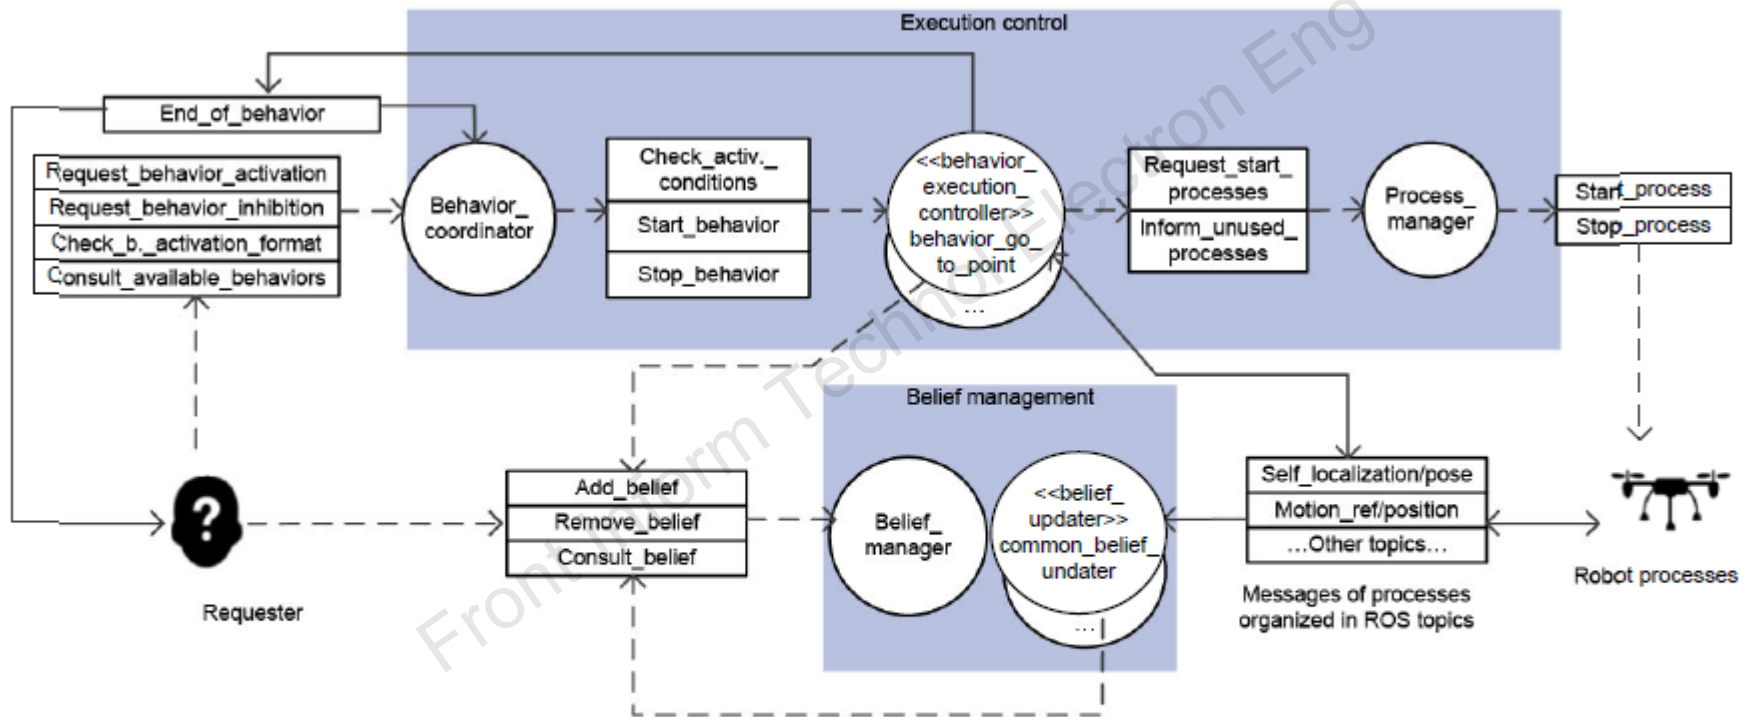 Execution control
End_of_behavior
Request_behavior_activation
Request_behavior_inhibition
Check_b._activation_format
Consult_available_behaviors
Behavior_
coordinator
Check_activ._
conditions
Start_behavior
Stop_behavior
<<behavior_
execution_
controller>>
behavior_go_
to_point
...
Request_start_
processes
Inform_unused_
processes
Process_
manager
Start_process
Stop_process
Belief management
?
Requester
Add_belief
Remove_belief
Consult_belief
Belief_
manager
<<belief_
updater>>
common_belief_
undater
...
Self_localization/pose
Motion_ref/position
...Other topics...
Messages of processes
organized in ROS topics
Robot processes
Front Inform Technol Electron Eng